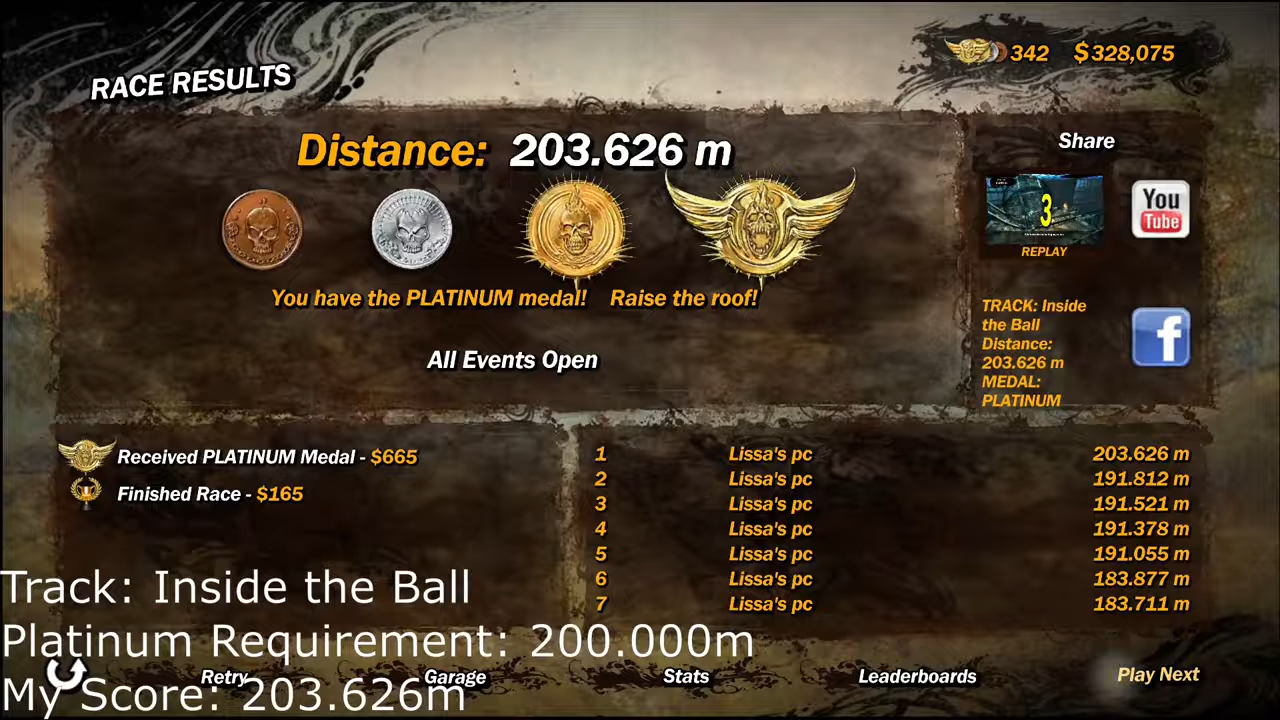 342 $328,075
RACE RESULTS
Distance: 203.626 m
You have the PLATINUM medal! Raise the roof!
All Events Open
Share
3
REPLAY
You
Tube
TRACK: Inside
the Ball
Distance:
203.626 m
MEDAL:
PLATINUM
f
Received PLATINUM Medal - $665
Finished Race - $165
1 Lissa's pc 203.626 m
2 Lissa's pc 191.812 m
3 Lissa's pc 191.521 m
4 Lissa's pc 191.378 m
5 Lissa's pc 191.055 m
6 Lissa's pc 183.877 m
7 Lissa's pc 183.711 m
Track: Inside the Ball
Platinum Requirement: 200.000m
My Score: 203.626m
Retry Garage Stats Leaderboards Play Next